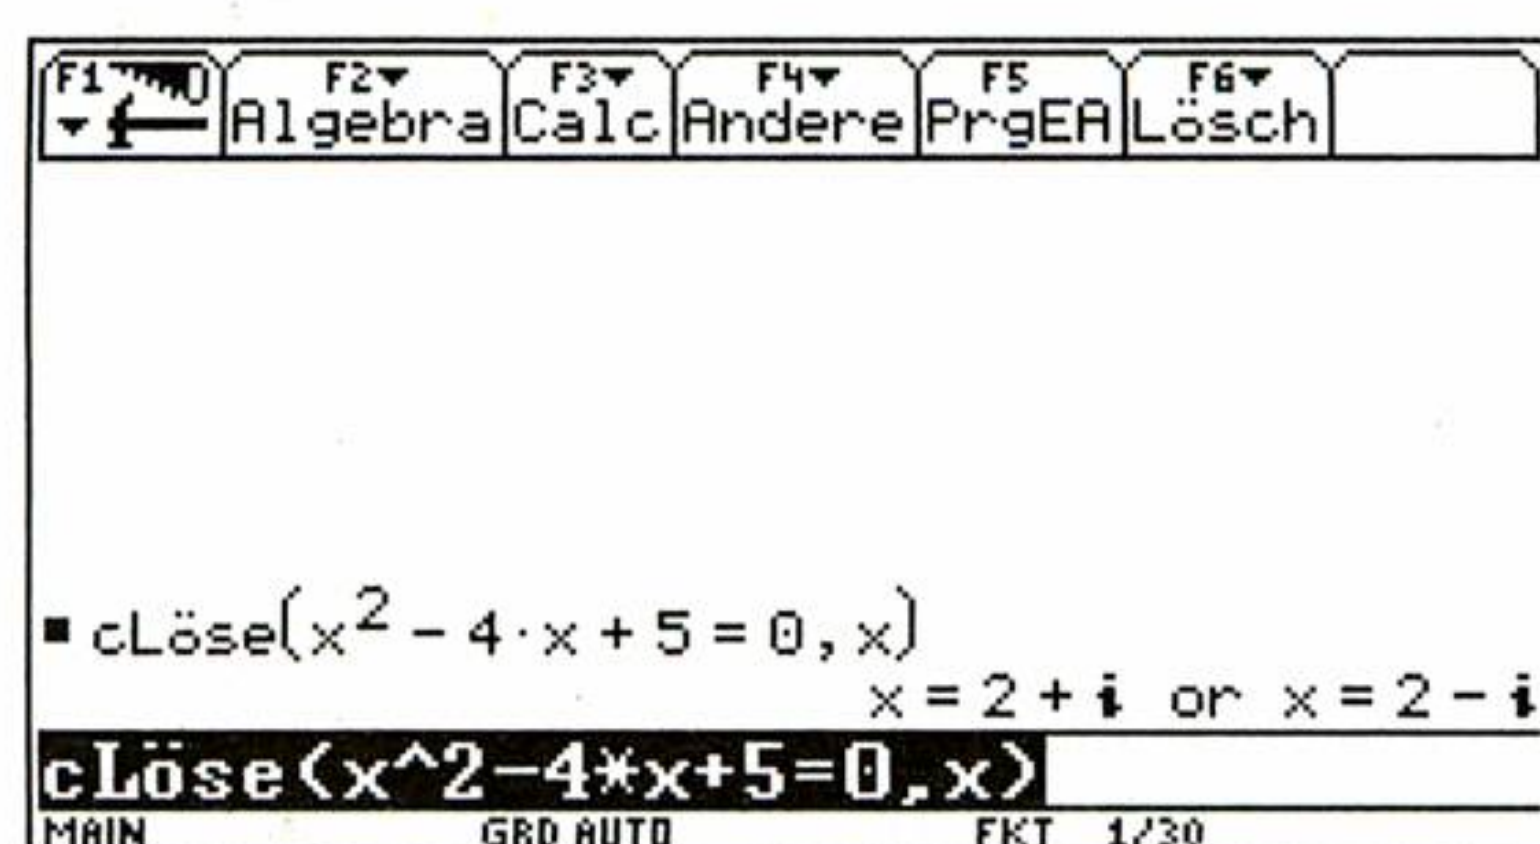 F1 F2▼ F3▼ F4▼ F5 F6▼
▼ Algebra Calc Andere PrgEA Lösch
▪ cLöse(x² - 4·x + 5 = 0, x)
x = 2 + i or x = 2 - i
cLöse(x^2-4*x+5=0,x)
MAIN GRD AUTO FKT 1/30